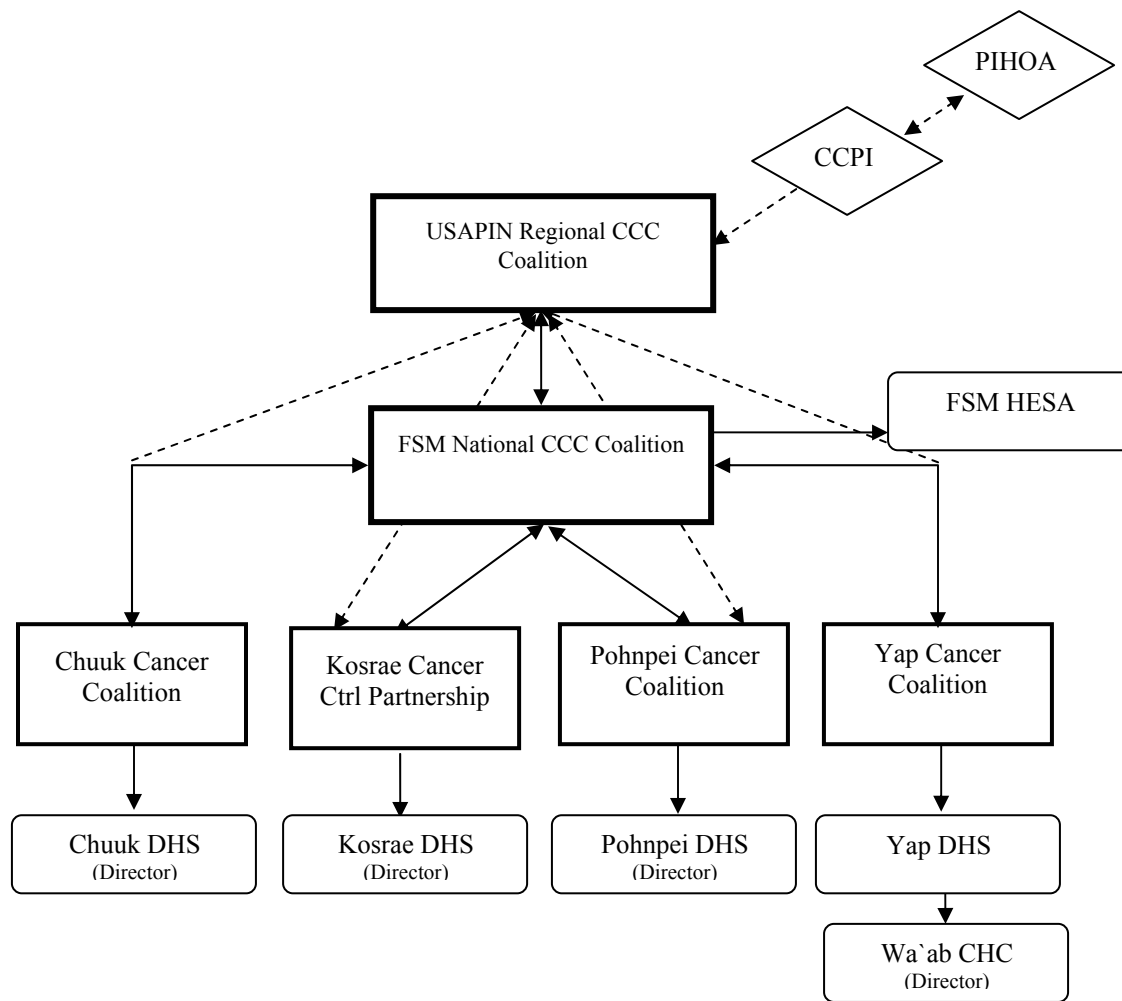 PIHOA
CCPI
USAPIN Regional CCC
Coalition
FSM HESA
FSM National CCC Coalition
Chuuk Cancer
Coalition
Kosrae Cancer
Ctrl Partnership
Pohnpei Cancer
Coalition
Yap Cancer
Coalition
Chuuk DHS
(Director)
Kosrae DHS
(Director)
Pohnpei DHS
(Director)
Yap DHS
Wa`ab CHC
(Director)